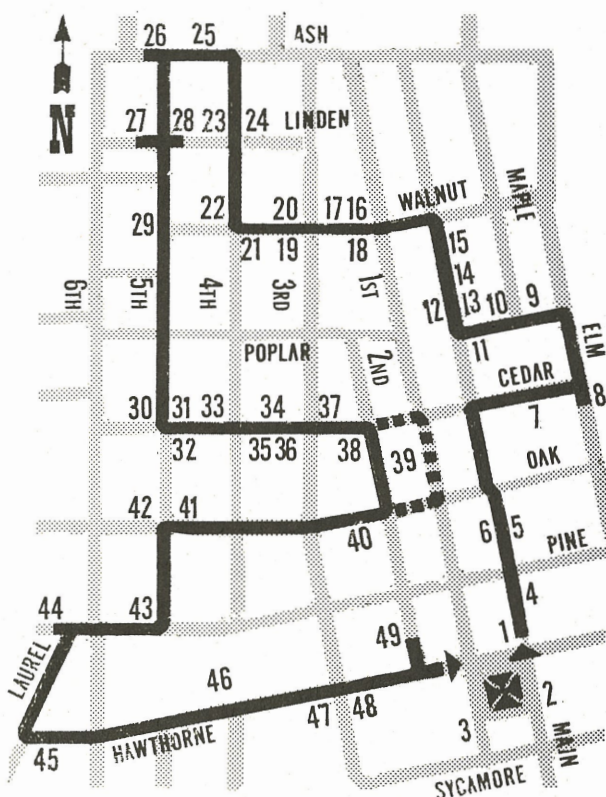 26 25 ASH
N
27 28 23 24 LINDEN
MAPLE
22 20 17 16 WALNUT
29
21 19 18 15
14
6TH 5TH 4TH 3RD 1ST 12 13 10 9
ELM
POPLAR 2ND 11
CEDAR
8
30 31 33 34 37 7
32 35 36 38 39 OAK
42 41 6 5
40 PINE
4
44 43 49 1
LAUREL
46 2
47 48
45 HAWTHORNE 3 MAIN
SYCAMORE